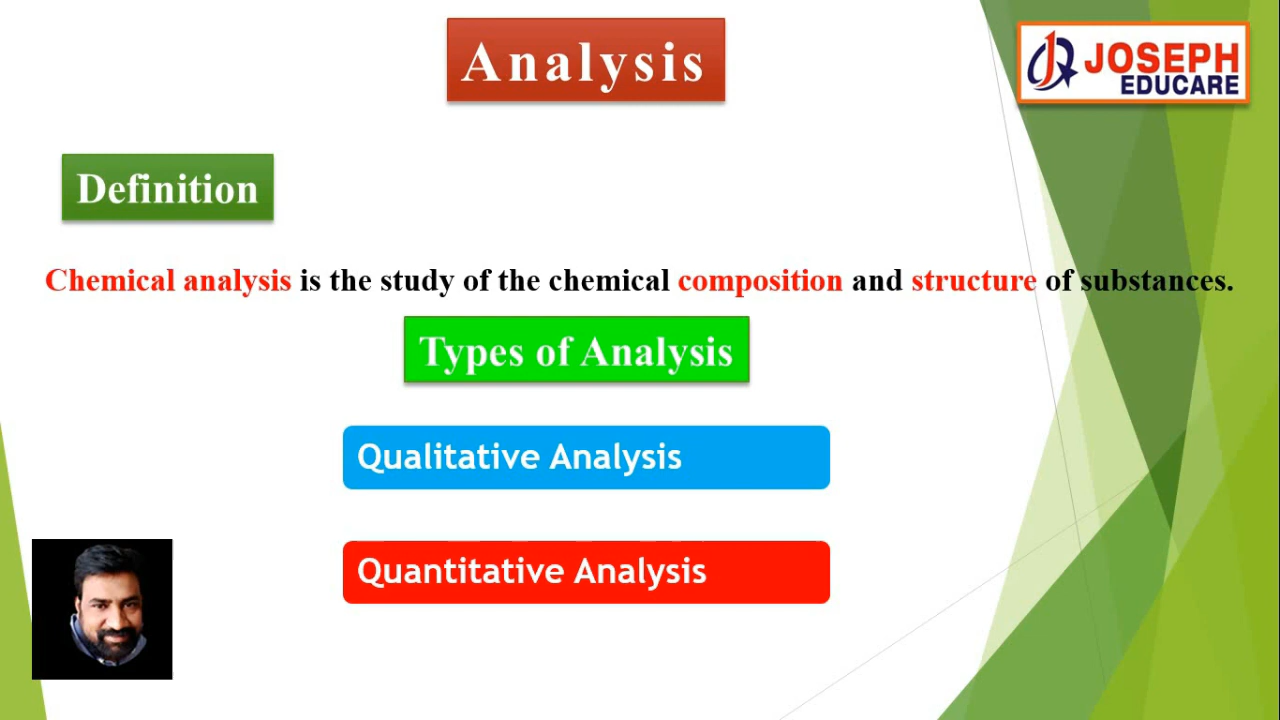 Analysis
JOSEPH
EDUCARE
Definition
Chemical analysis is the study of the chemical composition and structure of substances.
Types of Analysis
Qualitative Analysis
Quantitative Analysis